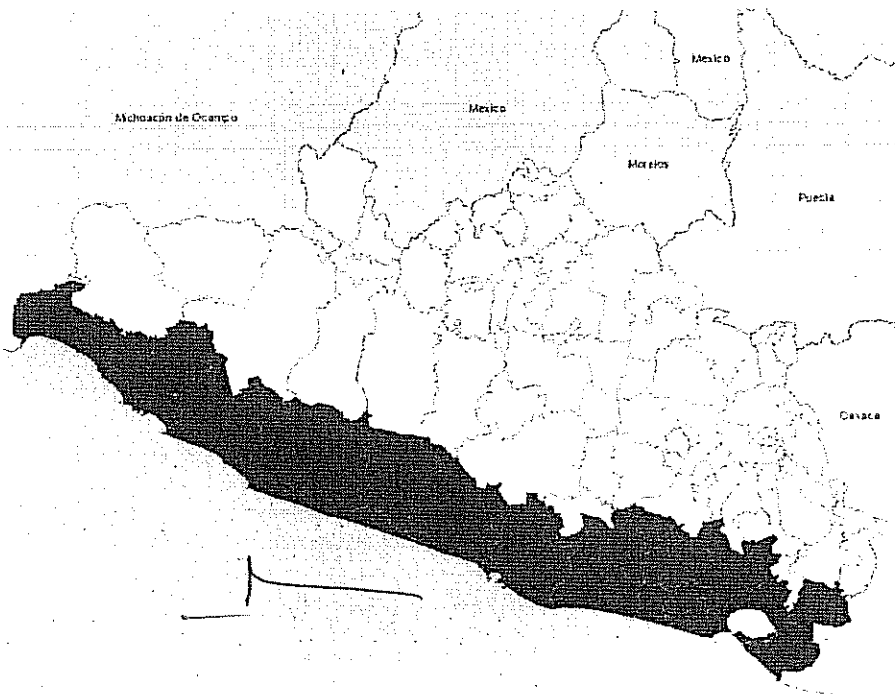 Mexico
Michoacán de Ocampo
Mexico
Morelos
Puebla
Oaxaca